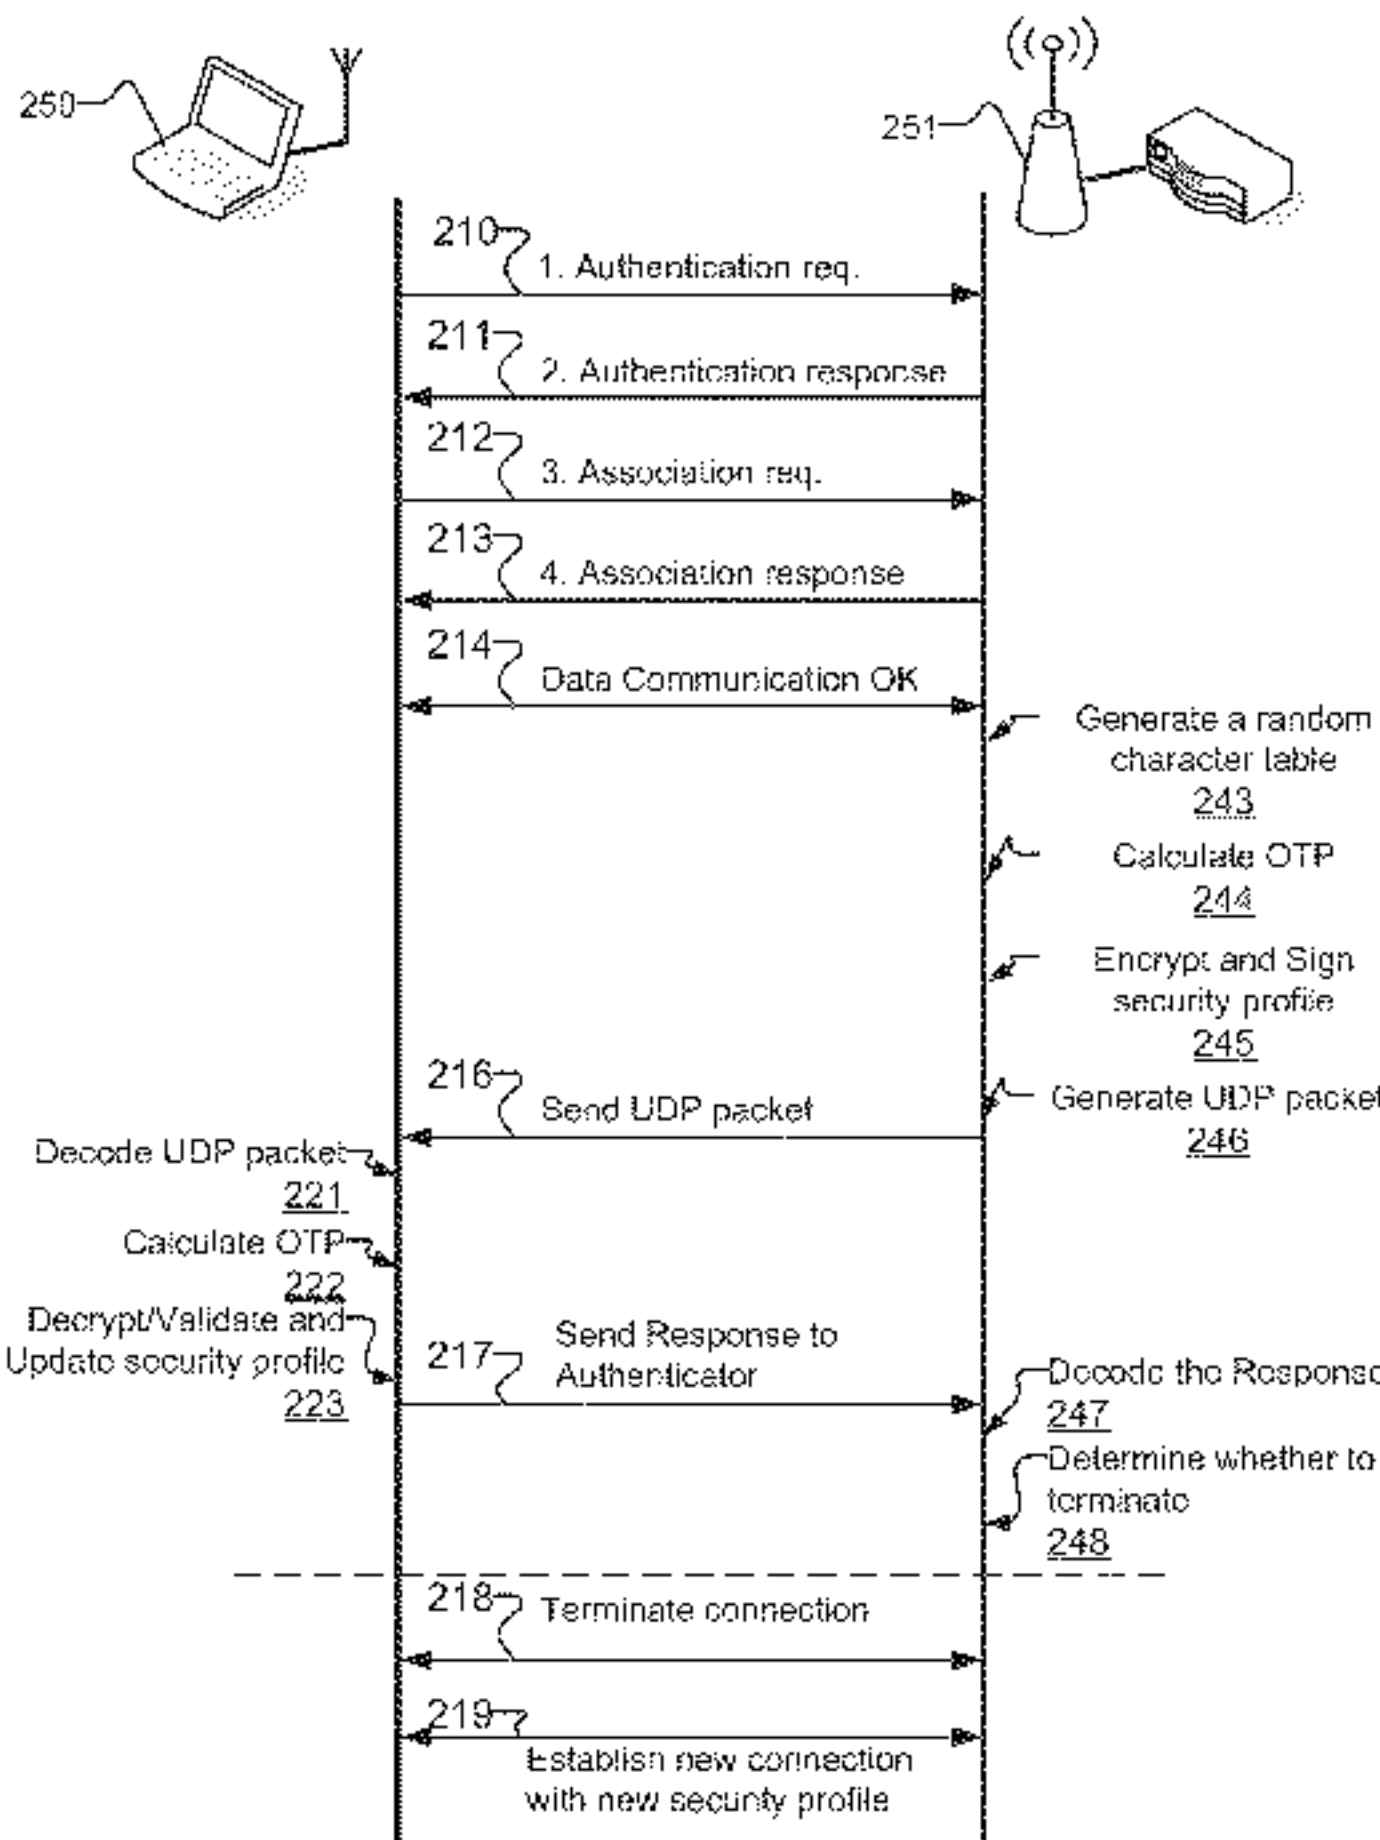 250
251
210
1. Authentication req.
211
2. Authentication response
212
3. Association req.
213
4. Association response
214
Data Communication OK
Generate a random
character table
243
Calculate OTP
244
Encrypt and Sign
security profile
245
216
Send UDP packet
Generate UDP packet
246
Decode UDP packet
221
Calculate OTP
222
Decrypt/Validate and
Update security profile
223
217
Send Response to
Authenticator
Decode the Response
247
Determine whether to
terminate
248
218
Terminate connection
219
Establish new connection
with new security profile